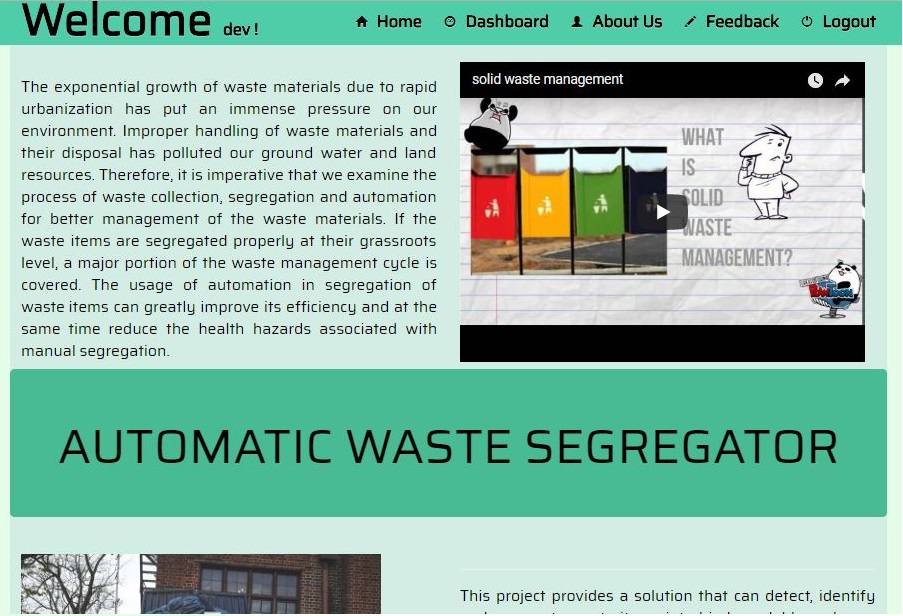 Welcome dev !
Home Dashboard About Us Feedback Logout
The exponential growth of waste materials due to rapid
urbanization has put an immense pressure on our
environment. Improper handling of waste materials and
their disposal has polluted our ground water and land
resources. Therefore, it is imperative that we examine the
process of waste collection, segregation and automation
for better management of the waste materials. If the
waste items are segregated properly at their grassroots
level, a major portion of the waste management cycle is
covered. The usage of automation in segregation of
waste items can greatly improve its efficiency and at the
same time reduce the health hazards associated with
manual segregation.
solid waste management
WHAT
IS
SOLID
WASTE
MANAGEMENT?
AUTOMATIC WASTE SEGREGATOR
This project provides a solution that can detect, identify